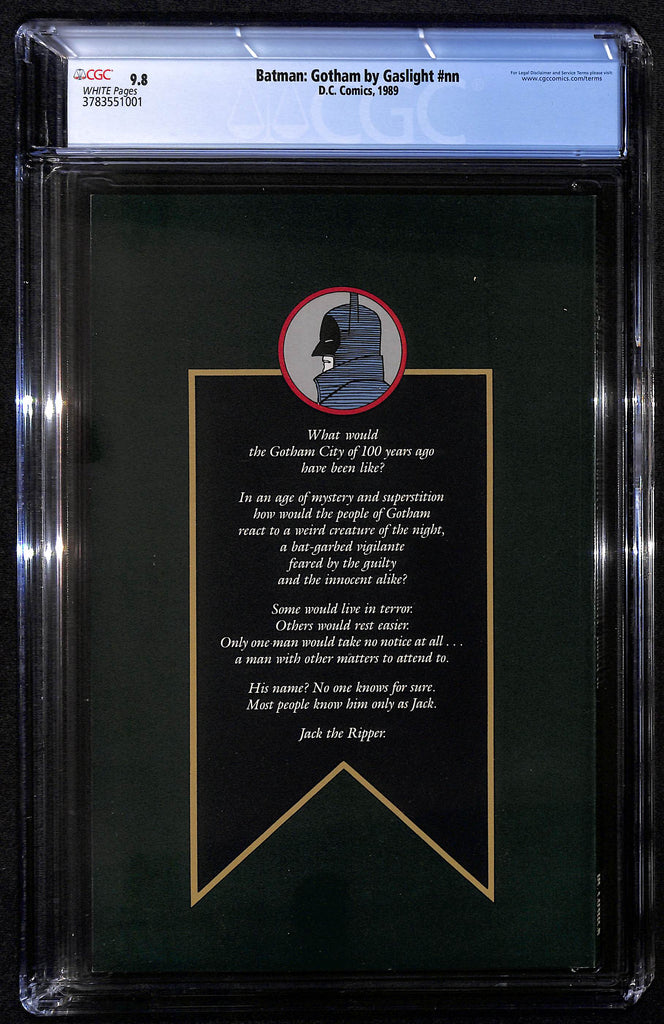 CGC 9.8
WHITE Pages
3783551001
Batman: Gotham by Gaslight #nn
D.C. Comics, 1989
For Legal Disclaimer and Service Terms please visit:
www.cgccomics.com/terms
CGC
What would
the Gotham City of 100 years ago
have been like?
In an age of mystery and superstition
how would the people of Gotham
react to a weird creature of the night,
a bat-garbed vigilante
feared by the guilty
and the innocent alike?
Some would live in terror.
Others would rest easier.
Only one man would take no notice at all . . .
a man with other matters to attend to.
His name? No one knows for sure.
Most people know him only as Jack.
Jack the Ripper.